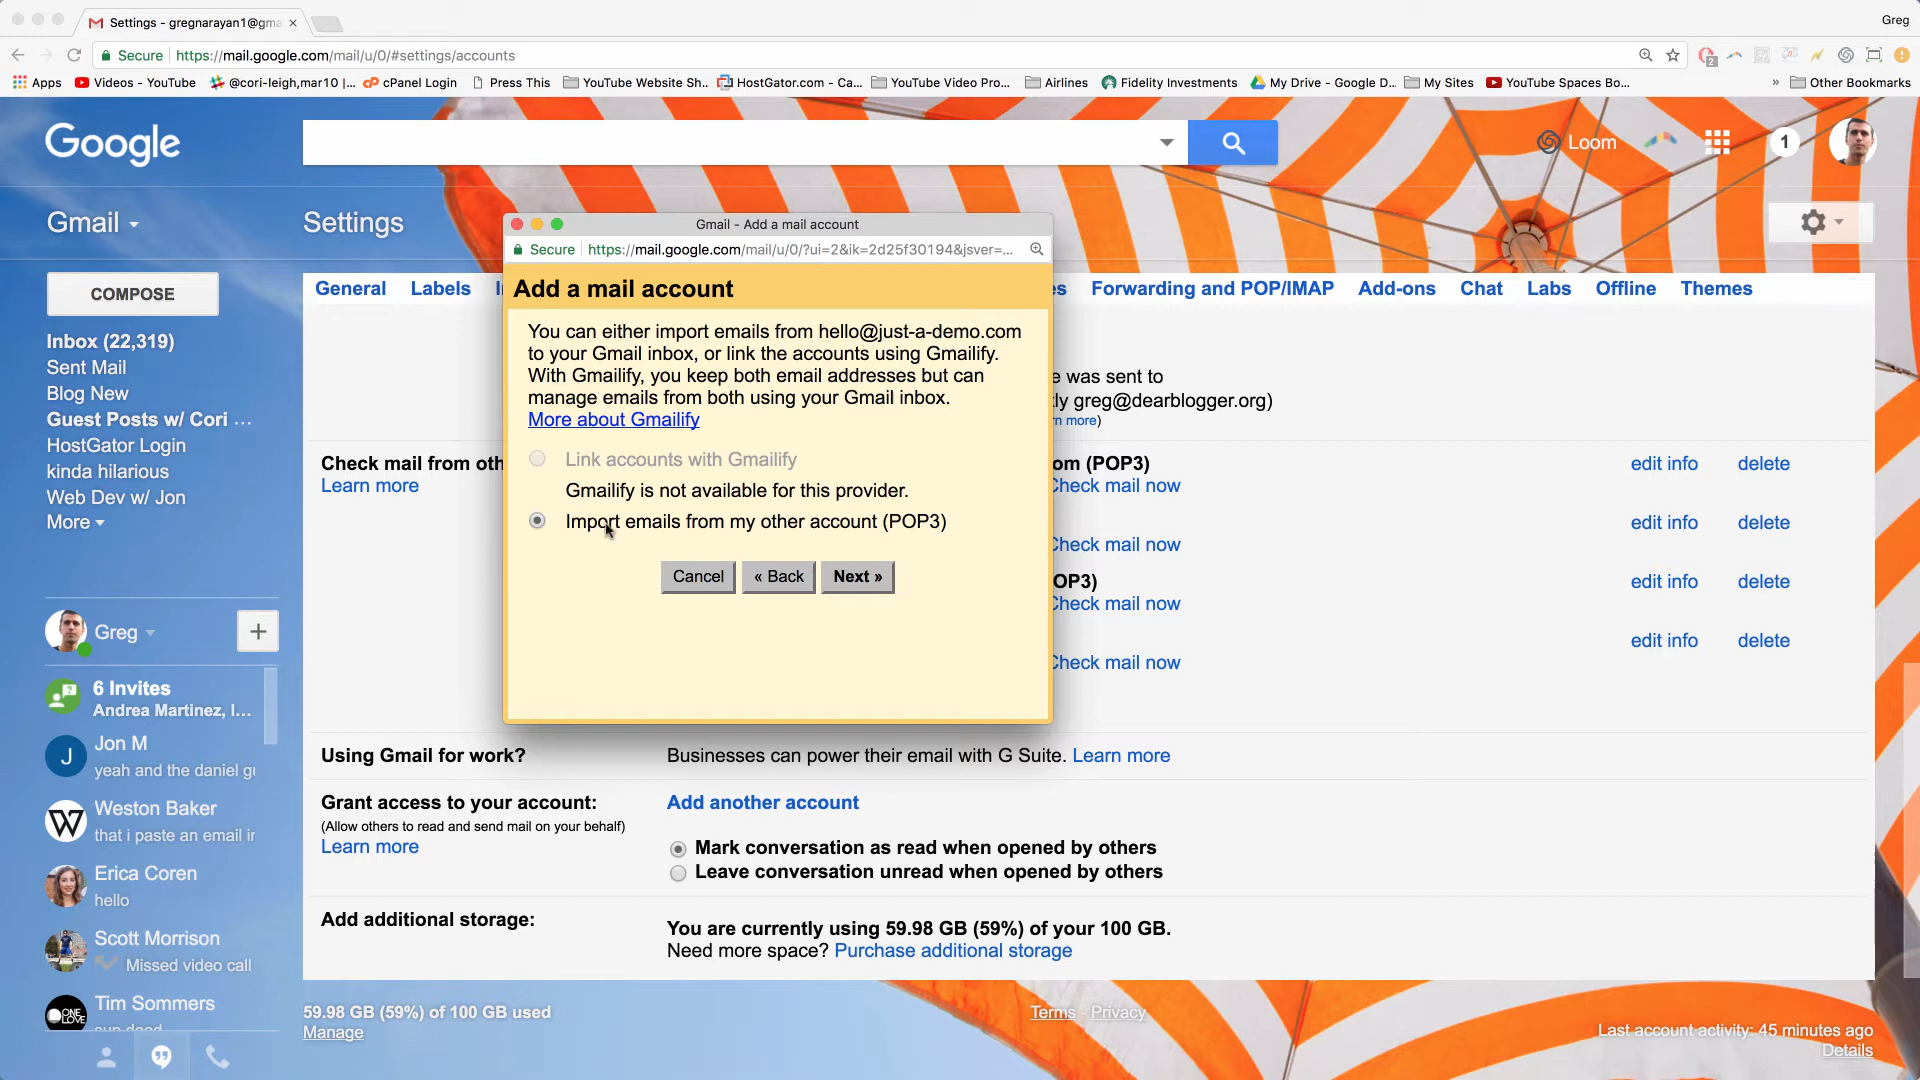 Settings - gregnarayan1@gma
Greg
Secure https://mail.google.com/mail/u/0/#settings/accounts
2
Apps Videos - YouTube @cori-leigh,mar10 |... cPanel Login Press This YouTube Website Sh... HostGator.com - Ca... YouTube Video Pro... Airlines Fidelity Investments My Drive - Google D... My Sites YouTube Spaces Bo... » Other Bookmarks
Google
Loom
1
Gmail
Settings
Gmail - Add a mail account
Secure https://mail.google.com/mail/u/0/?ui=2&ik=2d25f30194&jsver=...
COMPOSE
General Labels
Forwarding and POP/IMAP Add-ons Chat Labs Offline Themes
Add a mail account
You can either import emails from hello@just-a-demo.com
to your Gmail inbox, or link the accounts using Gmailify.
With Gmailify, you keep both email addresses but can
manage emails from both using your Gmail inbox.
More about Gmailify
Link accounts with Gmailify
Gmailify is not available for this provider.
Import emails from my other account (POP3)
Cancel « Back Next »
Inbox (22,319)
Sent Mail
Blog New
Guest Posts w/ Cori ...
HostGator Login
kinda hilarious
Web Dev w/ Jon
More
e was sent to
ly greg@dearblogger.org)
n more)
Check mail from oth
Learn more
om (POP3)
Check mail now
edit info delete
Check mail now
edit info delete
OP3)
Check mail now
edit info delete
Check mail now
edit info delete
Greg
6 Invites
Andrea Martinez, I...
J
Jon M
yeah and the daniel gu
W
Weston Baker
that i paste an email ir
Erica Coren
hello
Scott Morrison
Missed video call
ONE LOVE
Tim Sommers
Using Gmail for work?
Businesses can power their email with G Suite. Learn more
Grant access to your account:
(Allow others to read and send mail on your behalf)
Learn more
Add another account
Mark conversation as read when opened by others
Leave conversation unread when opened by others
Add additional storage:
You are currently using 59.98 GB (59%) of your 100 GB.
Need more space? Purchase additional storage
59.98 GB (59%) of 100 GB used
Manage
Terms - Privacy
Last account activity: 45 minutes ago
Details